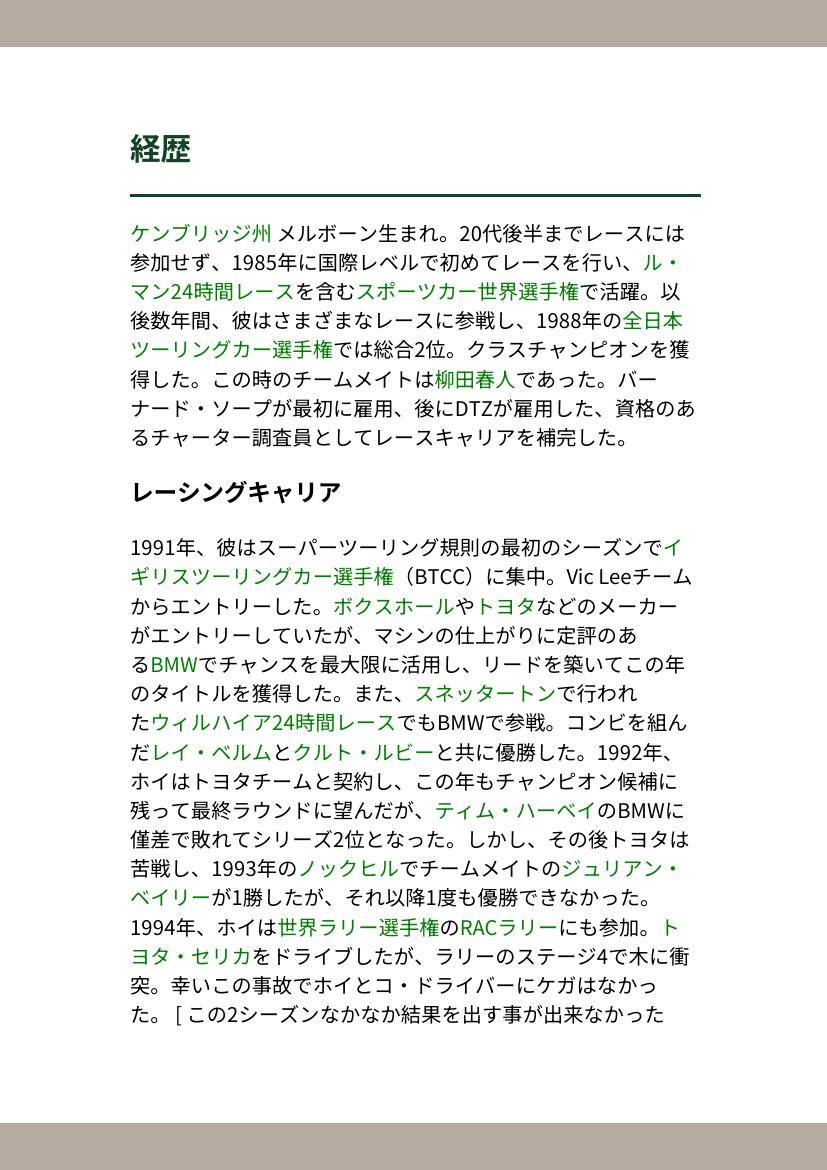 経歴
ケンブリッジ州 メルボーン生まれ。20代後半までレースには
参加せず、1985年に国際レベルで初めてレースを行い、ル・
マン24時間レースを含むスポーツカー世界選手権で活躍。以
後数年間、彼はさまざまなレースに参戦し、1988年の全日本
ツーリングカー選手権では総合2位。クラスチャンピオンを獲
得した。この時のチームメイトは柳田春人であった。バー
ナード・ソープが最初に雇用、後にDTZが雇用した、資格のあ
るチャーター調査員としてレースキャリアを補完した。
レーシングキャリア
1991年、彼はスーパーツーリング規則の最初のシーズンでイ
ギリスツーリングカー選手権（BTCC）に集中。Vic Leeチーム
からエントリーした。ボクスホールやトヨタなどのメーカー
がエントリーしていたが、マシンの仕上がりに定評のあ
るBMWでチャンスを最大限に活用し、リードを築いてこの年
のタイトルを獲得した。また、スネッタートンで行われ
たウィルハイア24時間レースでもBMWで参戦。コンビを組ん
だレイ・ベルムとクルト・ルビーと共に優勝した。1992年、
ホイはトヨタチームと契約し、この年もチャンピオン候補に
残って最終ラウンドに望んだが、ティム・ハーベイのBMWに
僅差で敗れてシリーズ2位となった。しかし、その後トヨタは
苦戦し、1993年のノックヒルでチームメイトのジュリアン・
ベイリーが1勝したが、それ以降1度も優勝できなかった。
1994年、ホイは世界ラリー選手権のRACラリーにも参加。ト
ヨタ・セリカをドライブしたが、ラリーのステージ4で木に衝
突。幸いこの事故でホイとコ・ドライバーにケガはなかっ
た。 [ この2シーズンなかなか結果を出す事が出来なかった